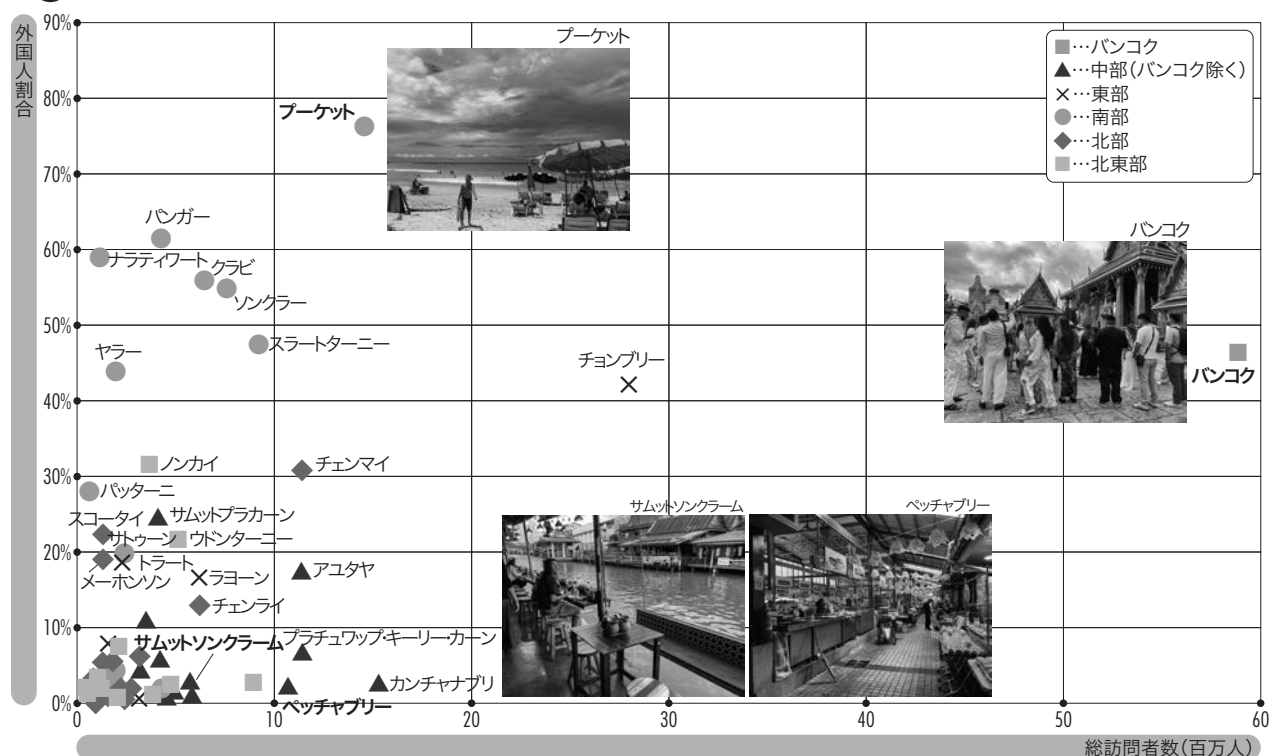 90%
80%
70%
60%
50%
40%
30%
20%
10%
0%
外国人割合
■…バンコク
▲…中部(バンコク除く)
×…東部
●…南部
◆…北部
■…北東部
プーケット
プーケット
パンガー
ナラティワート
クラビ
ソンクラー
スラートターニー
ヤラー
チョンブリー
バンコク
バンコク
ノンカイ
チェンマイ
パッターニ
スコータイ
サムットプラカーン
サトゥーン
ウドンターニー
トラート
メーホンソン
ラヨーン
アユタヤ
チェンライ
サムットソンクラーム
プラチュワップ・キーリー・カーン
カンチャナブリ
ペッチャブリー
サムットソンクラーム
ペッチャブリー
0
10
20
30
40
50
60
総訪問者数(百万人)